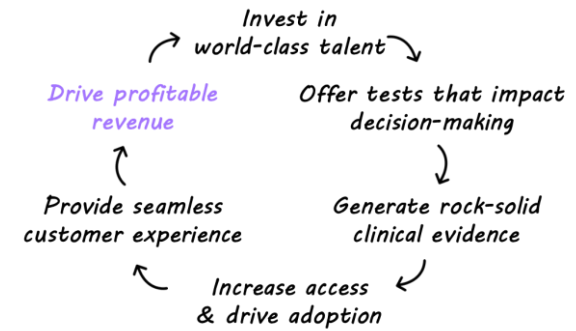 Invest in
world-class talent
Offer tests that impact
decision-making
Generate rock-solid
clinical evidence
Increase access
& drive adoption
Provide seamless
customer experience
Drive profitable
revenue